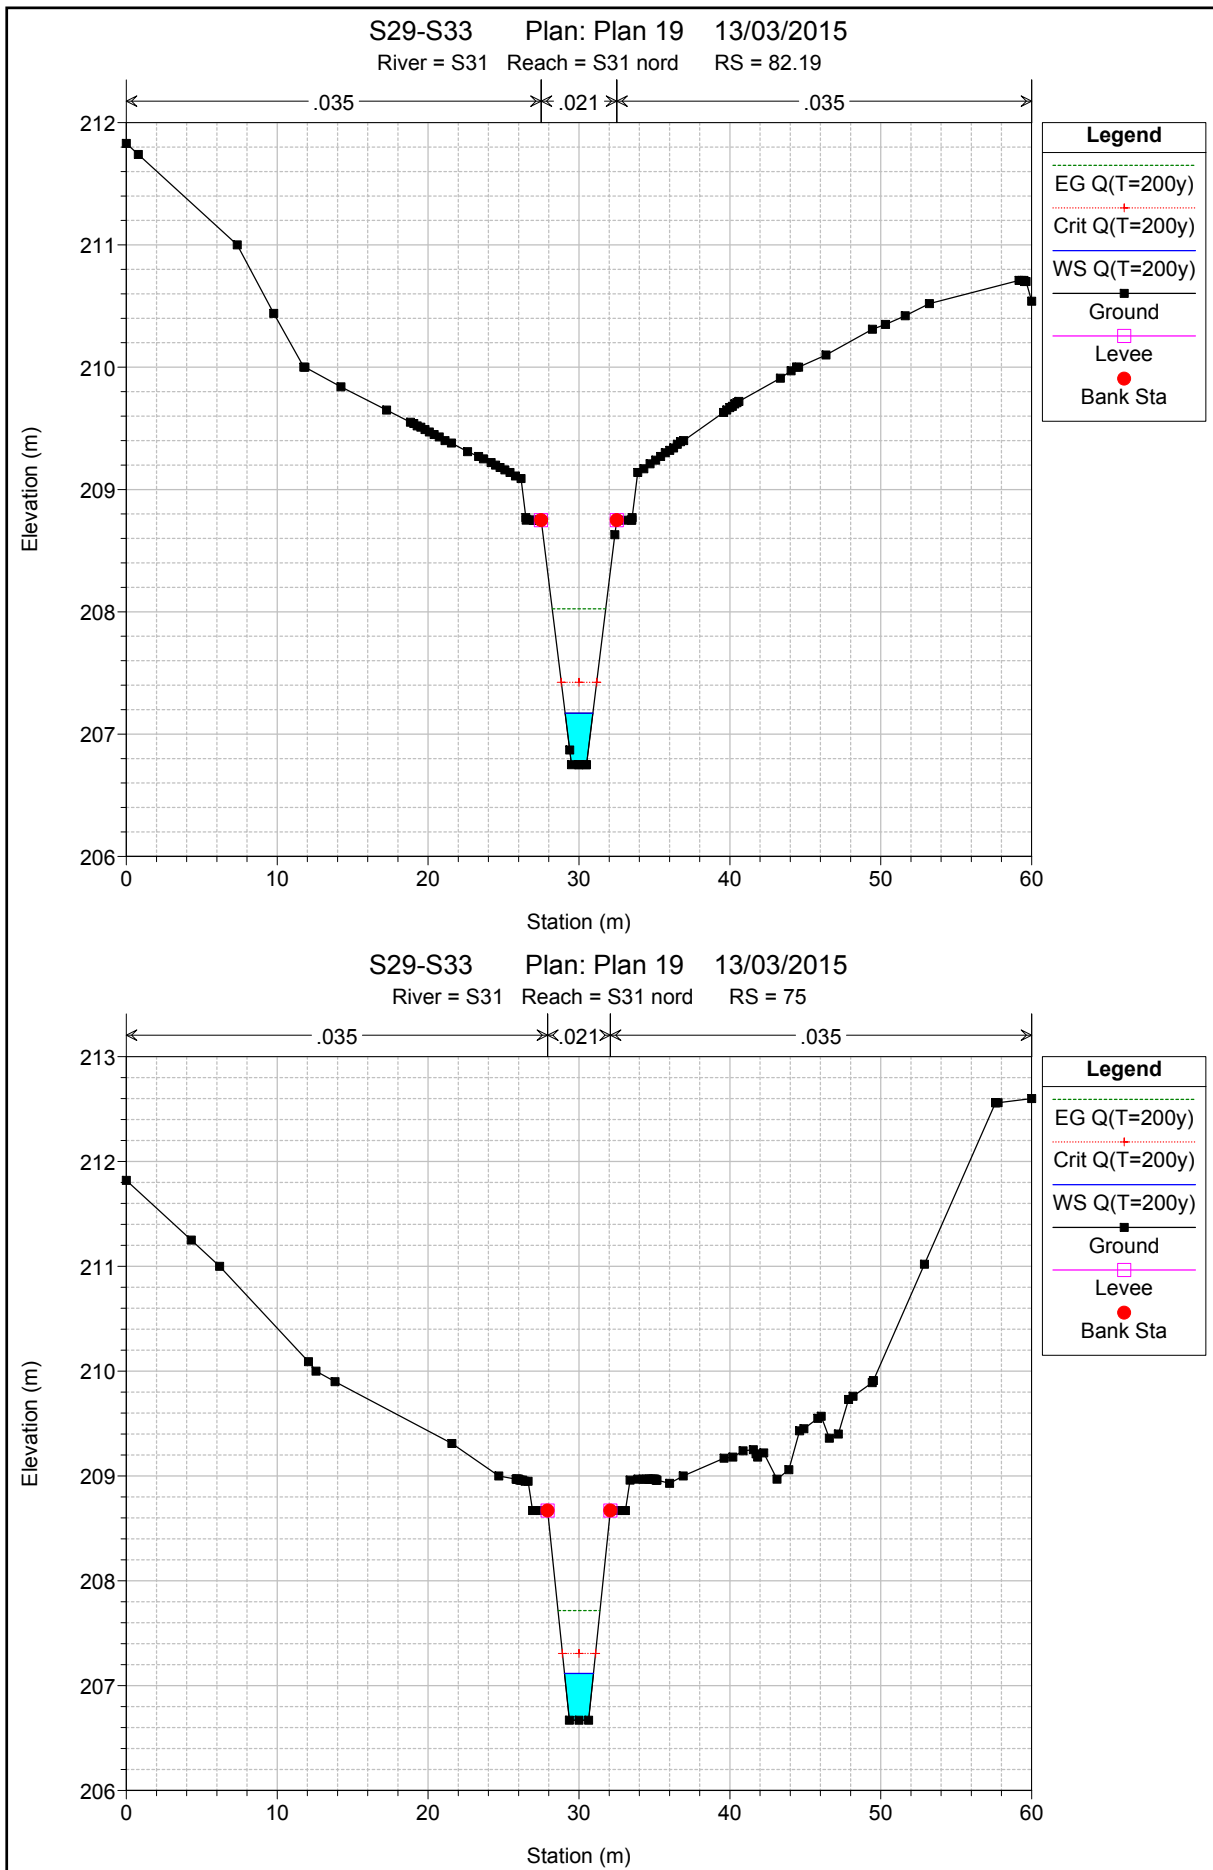 S29-S33 Plan: Plan 19 13/03/2015
River = S31 Reach = S31 nord RS = 82.19
.035 .021 .035
212
211
210
209
208
207
206
Elevation (m)
0 10 20 30 40 50 60
Station (m)
Legend
EG Q(T=200y)
Crit Q(T=200y)
WS Q(T=200y)
Ground
Levee
Bank Sta
S29-S33 Plan: Plan 19 13/03/2015
River = S31 Reach = S31 nord RS = 75
.035 .021 .035
213
212
211
210
209
208
207
206
Elevation (m)
0 10 20 30 40 50 60
Station (m)
Legend
EG Q(T=200y)
Crit Q(T=200y)
WS Q(T=200y)
Ground
Levee
Bank Sta